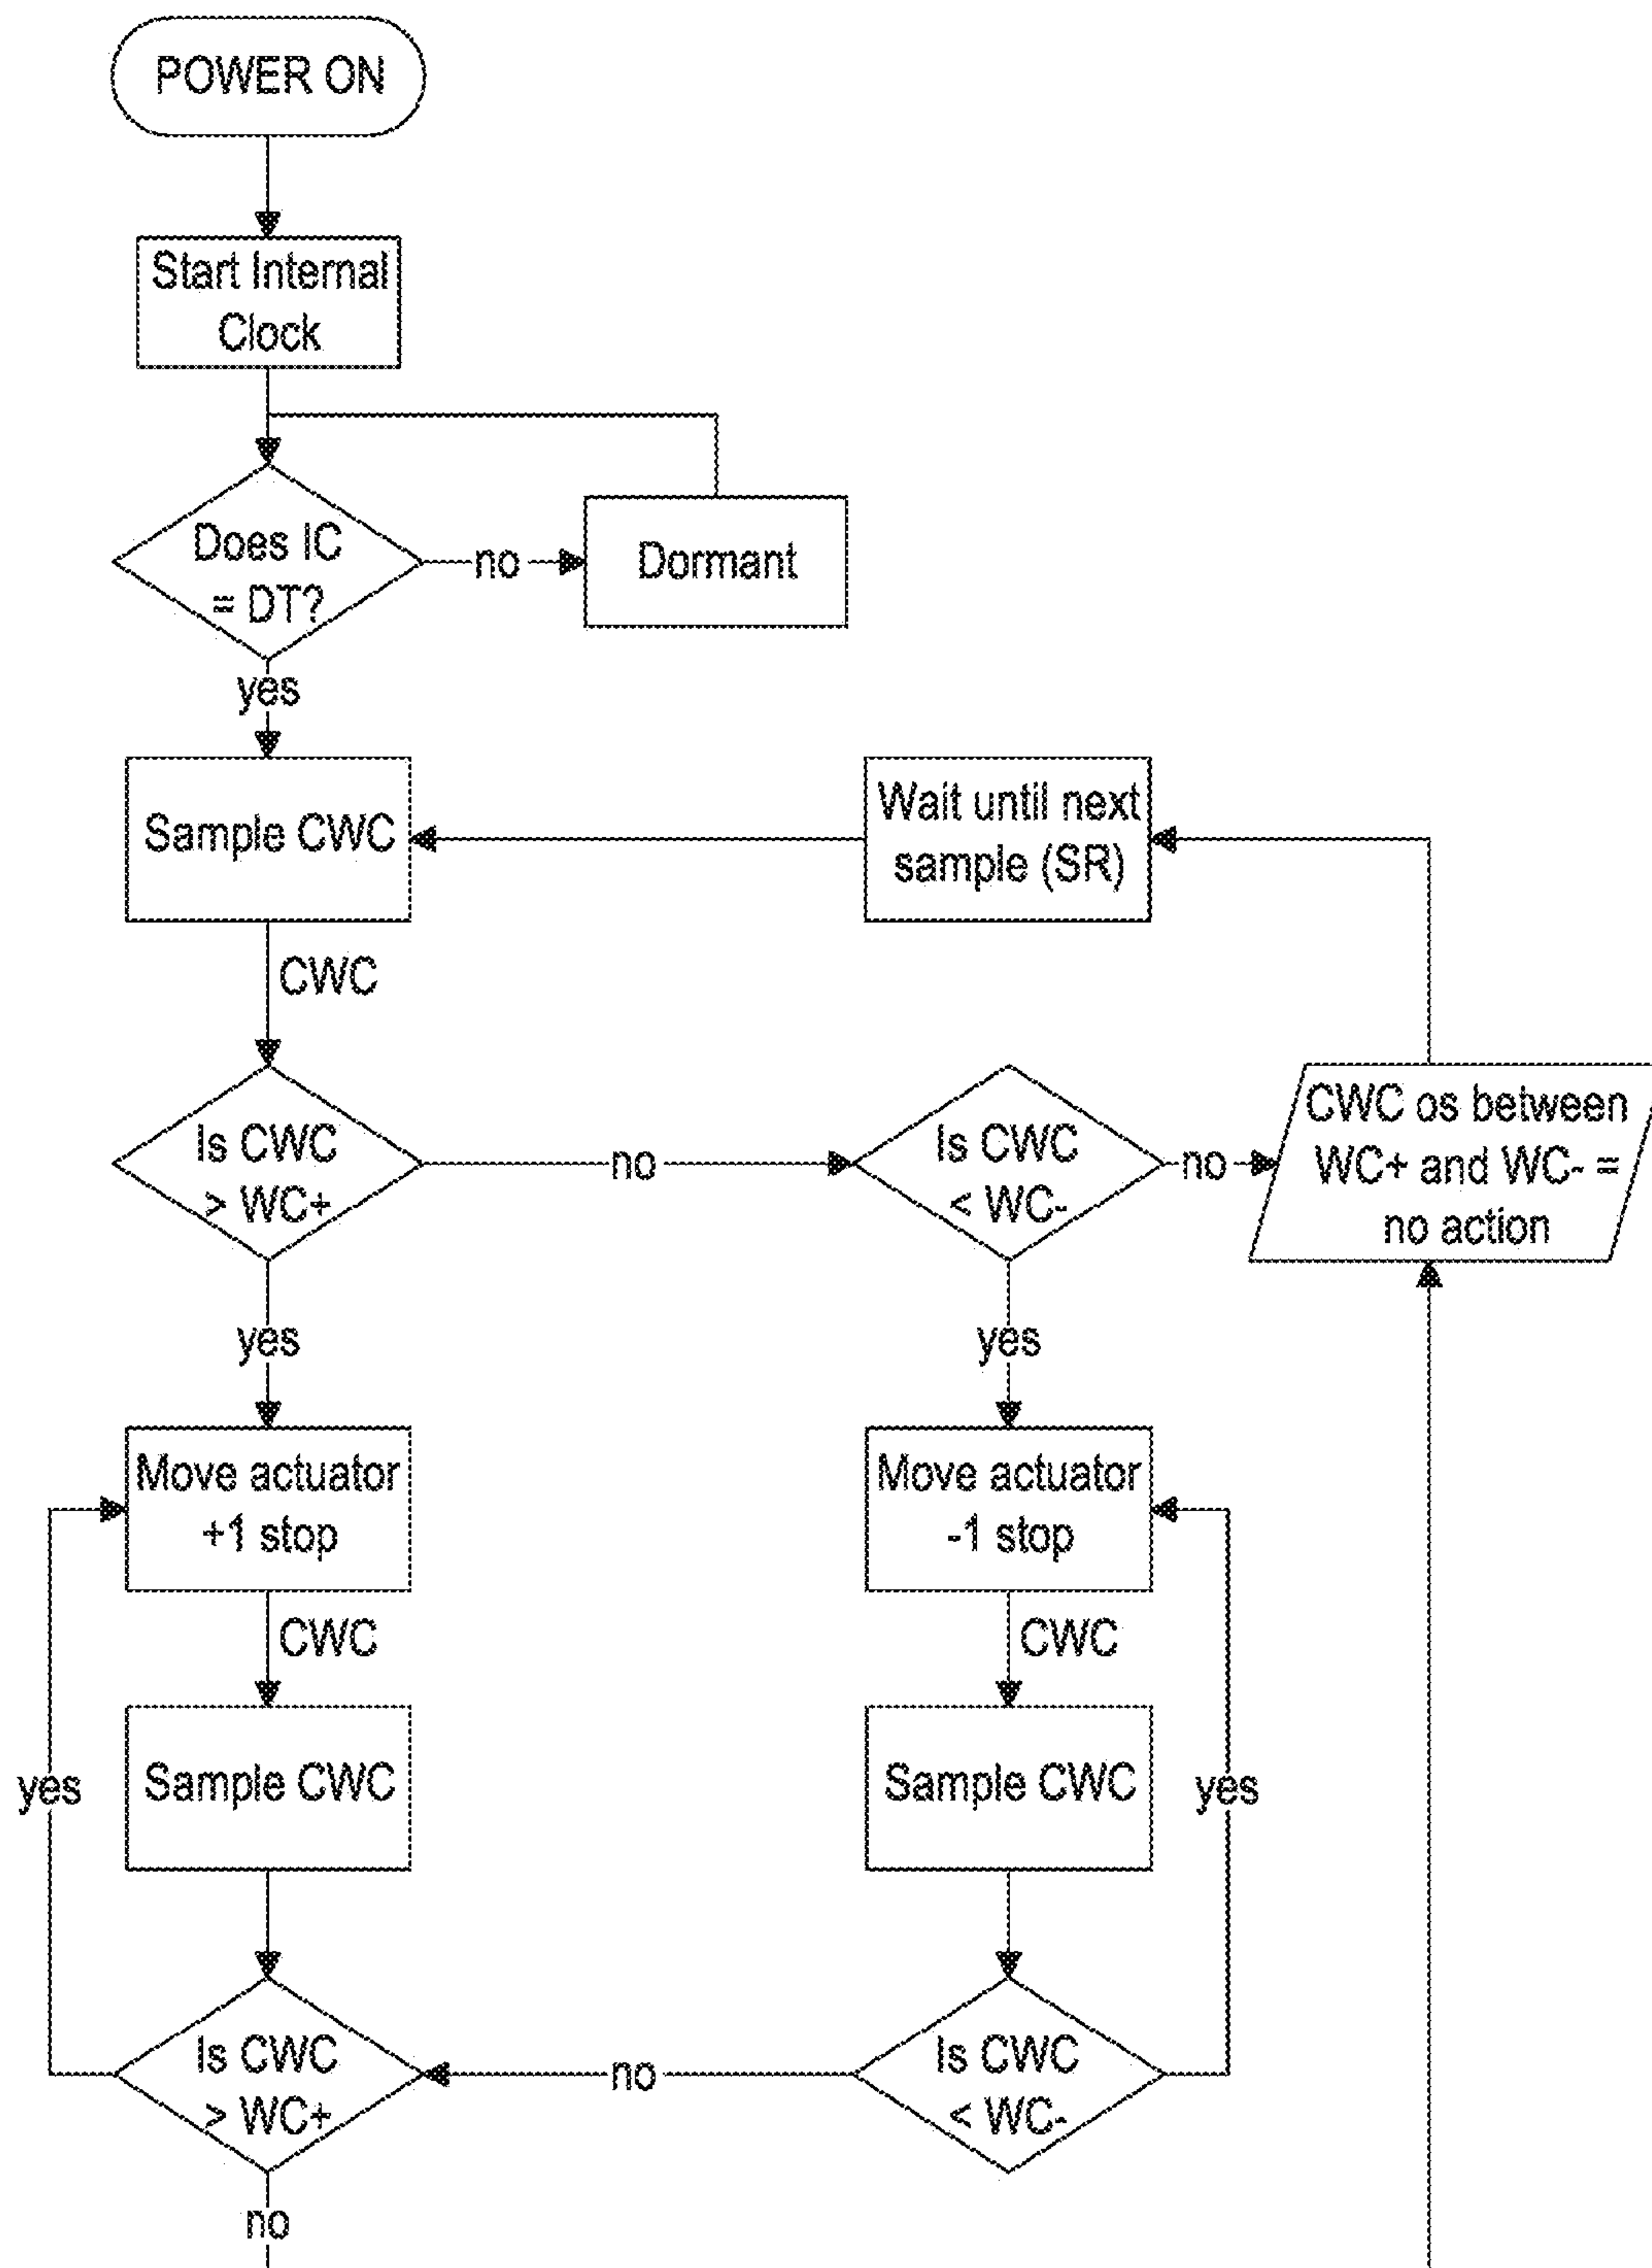 POWER ON
Start Internal
Clock
Does IC
= DT?
no
Dormant
yes
Sample CWC
Wait until next
sample (SR)
CWC
Is CWC
> WC+
no
Is CWC
< WC-
no
CWC os between
WC+ and WC- =
no action
yes
yes
Move actuator
+1 stop
Move actuator
-1 stop
CWC
CWC
yes
Sample CWC
Sample CWC
yes
Is CWC
> WC+
no
Is CWC
< WC-
no